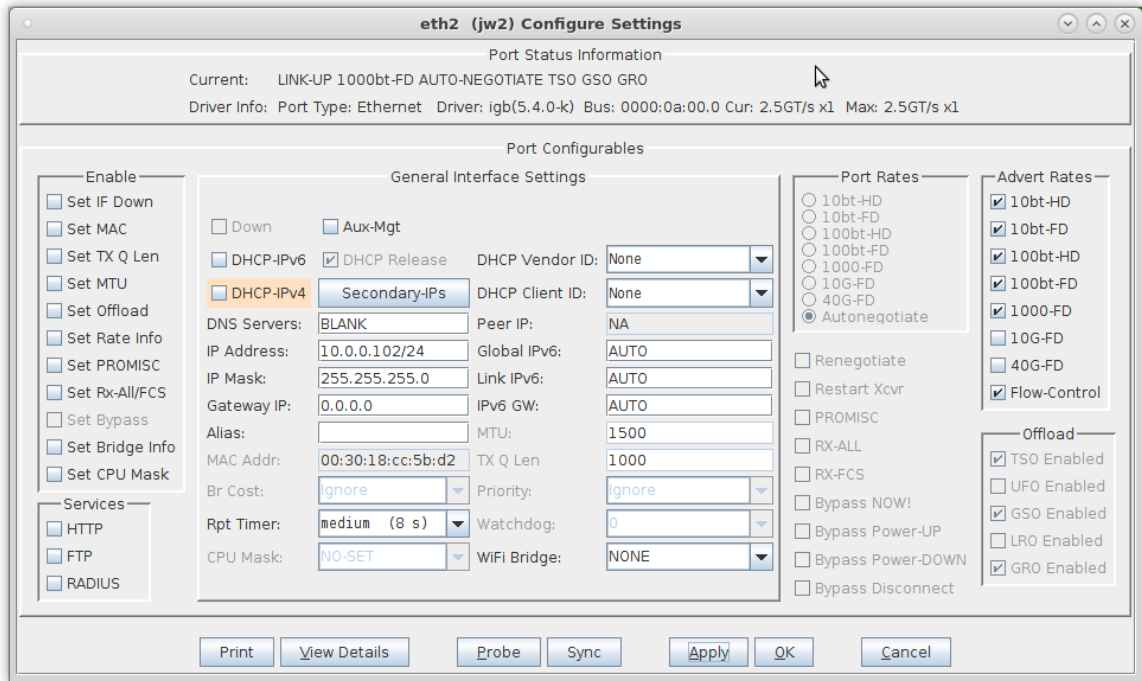 eth2 (jw2) Configure Settings
Port Status Information
Current: LINK-UP 1000bt-FD AUTO-NEGOTIATE TSO GSO GRO
Driver Info: Port Type: Ethernet Driver: igb(5.4.0-k) Bus: 0000:0a:00.0 Cur: 2.5GT/s x1 Max: 2.5GT/s x1
Port Configurables
Enable
Set IF Down
Set MAC
Set TX Q Len
Set MTU
Set Offload
Set Rate Info
Set PROMISC
Set Rx-All/FCS
Set Bypass
Set Bridge Info
Set CPU Mask
Services
HTTP
FTP
RADIUS
General Interface Settings
Down Aux-Mgt
DHCP-IPv6 DHCP Release DHCP Vendor ID: None
DHCP-IPv4 Secondary-IPs DHCP Client ID: None
DNS Servers: BLANK Peer IP: NA
IP Address: 10.0.0.102/24 Global IPv6: AUTO
IP Mask: 255.255.255.0 Link IPv6: AUTO
Gateway IP: 0.0.0.0 IPv6 GW: AUTO
Alias: MTU: 1500
MAC Addr: 00:30:18:cc:5b:d2 TX Q Len 1000
Br Cost: Ignore Priority: Ignore
Rpt Timer: medium (8 s) Watchdog: 0
CPU Mask: NO-SET WiFi Bridge: NONE
Port Rates
10bt-HD
10bt-FD
100bt-HD
100bt-FD
1000-FD
10G-FD
40G-FD
Autonegotiate
Renegotiate
Restart Xcvr
PROMISC
RX-ALL
RX-FCS
Bypass NOW!
Bypass Power-UP
Bypass Power-DOWN
Bypass Disconnect
Advert Rates
10bt-HD
10bt-FD
100bt-HD
100bt-FD
1000-FD
10G-FD
40G-FD
Flow-Control
Offload
TSO Enabled
UFO Enabled
GSO Enabled
LRO Enabled
GRO Enabled
Print View Details Probe Sync Apply OK Cancel